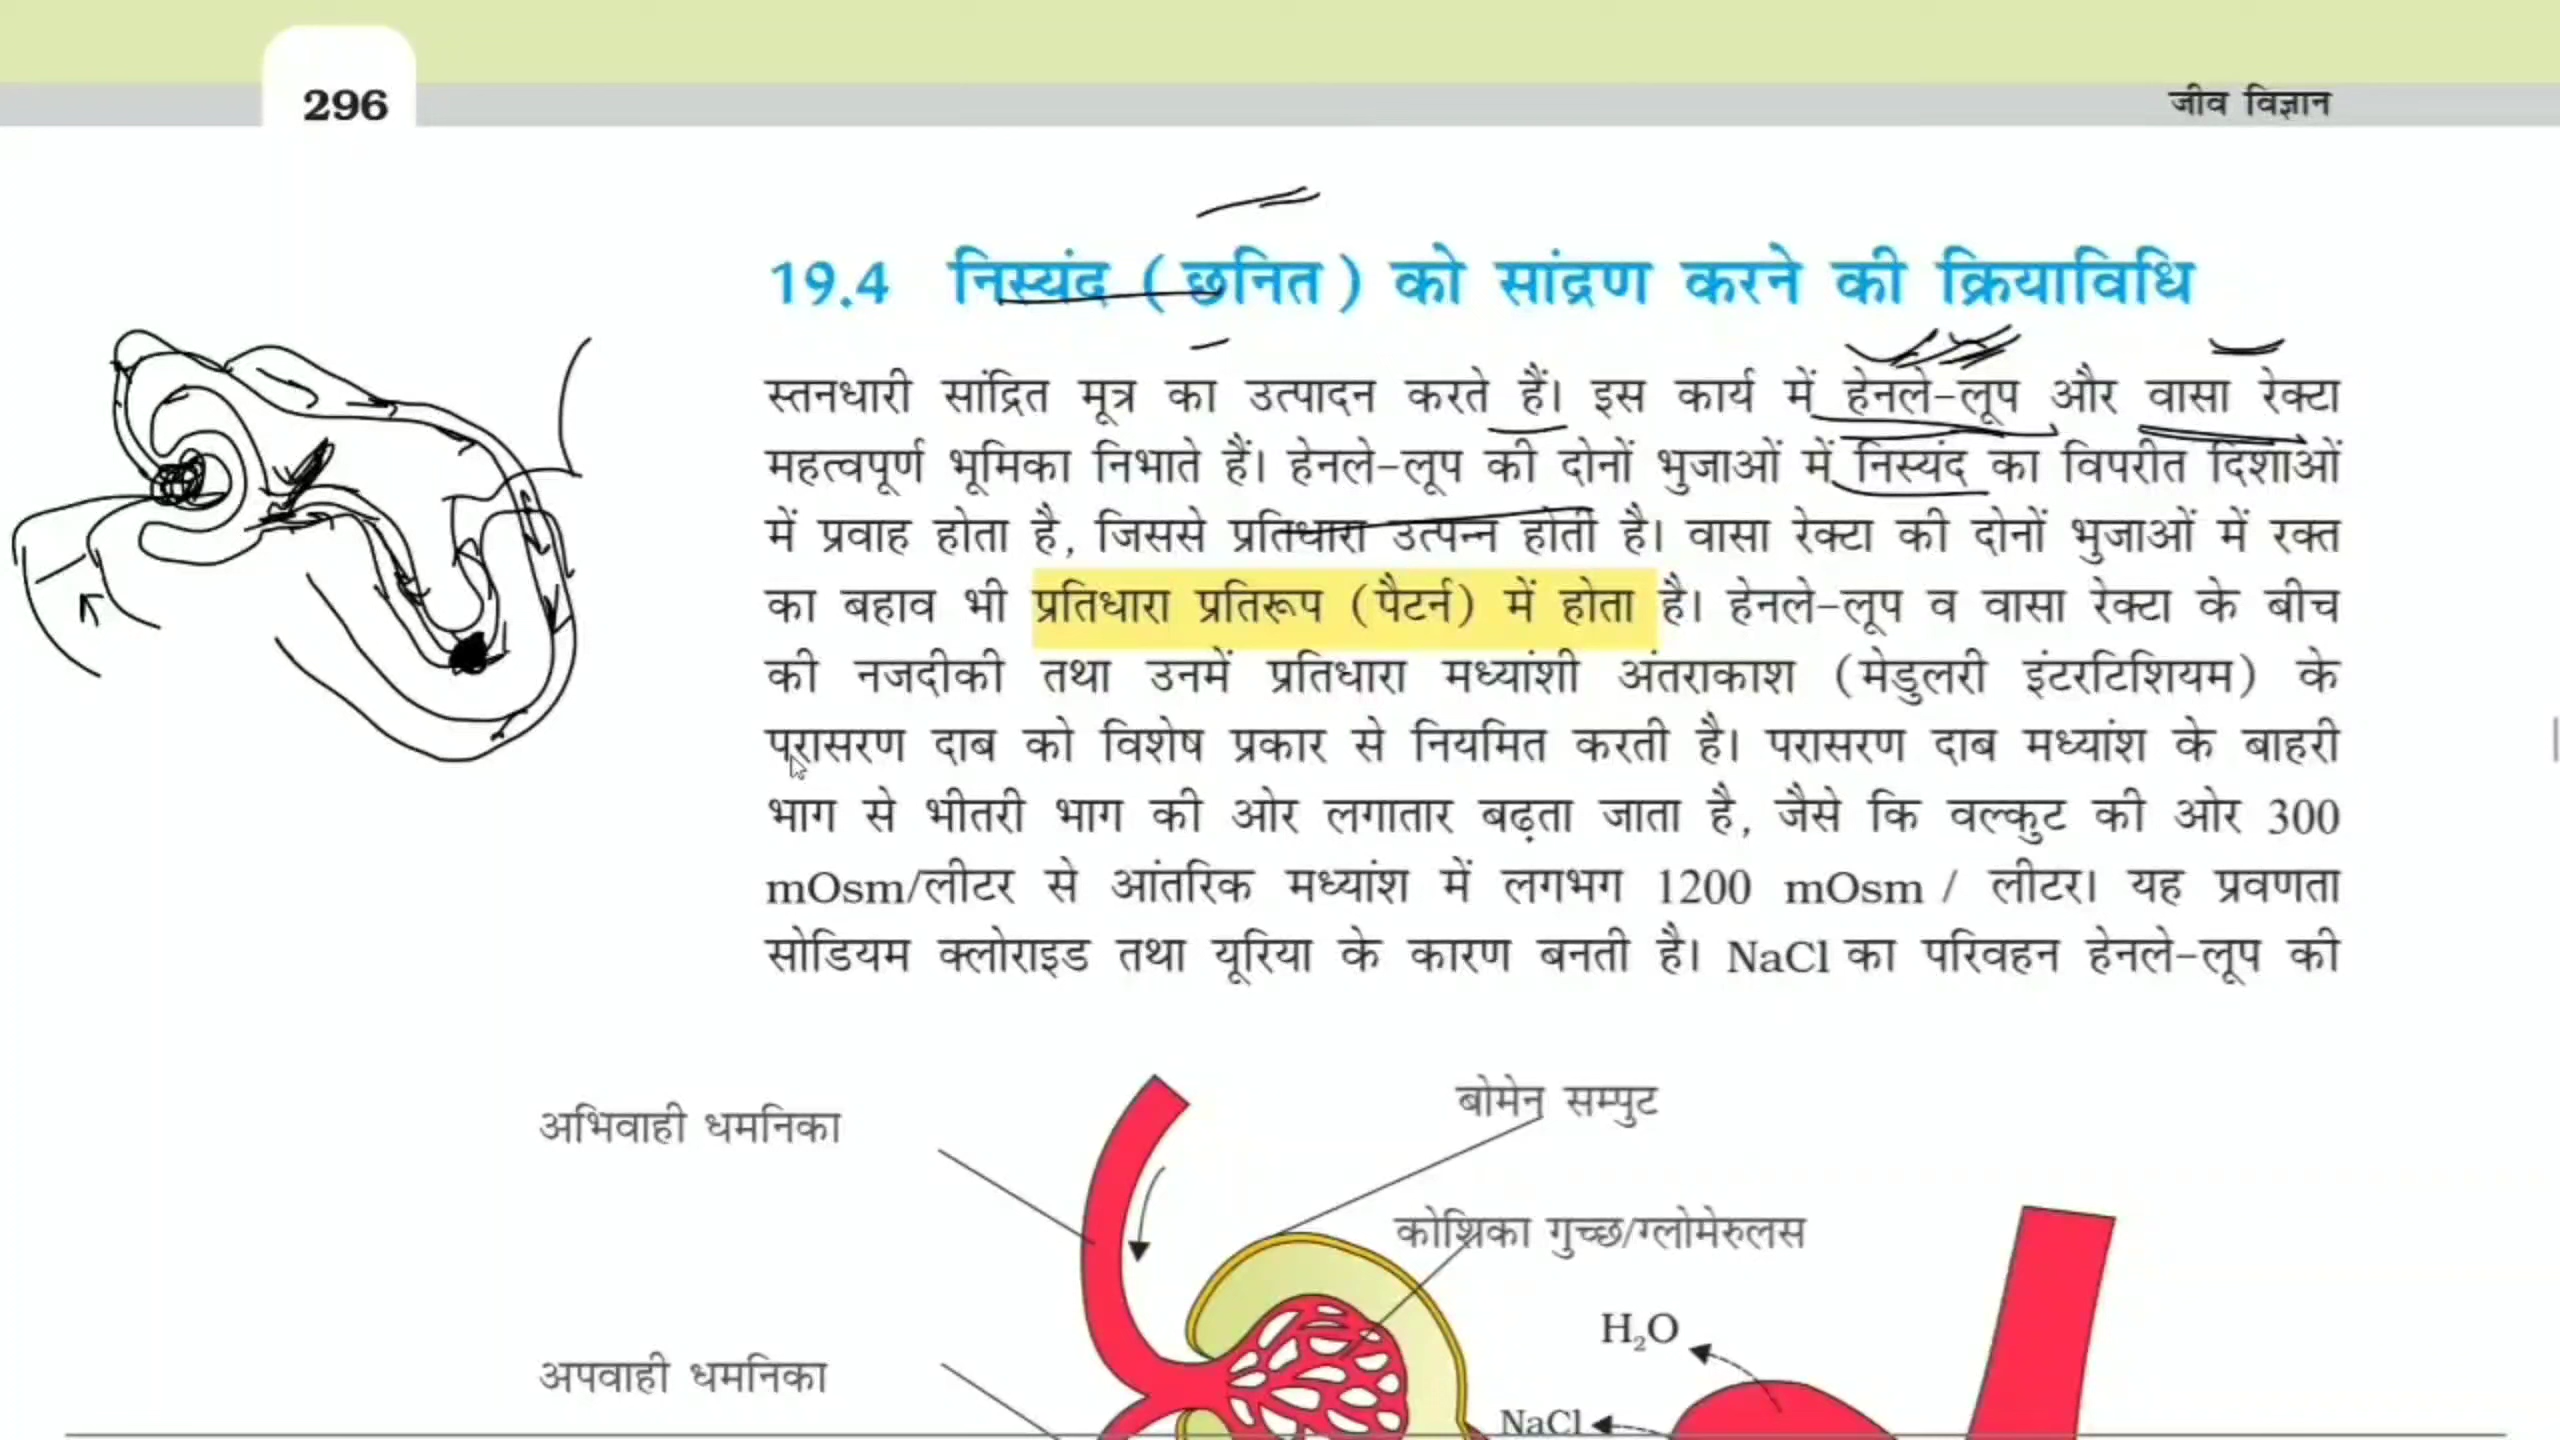 296
जीव विज्ञान
19.4 निस्यंद (छनित) को सांद्रण करने की क्रियाविधि
स्तनधारी सांद्रित मूत्र का उत्पादन करते हैं। इस कार्य में हेनले-लूप और वासा रेक्टा
महत्वपूर्ण भूमिका निभाते हैं। हेनले-लूप की दोनों भुजाओं में निस्यंद का विपरीत दिशाओं
में प्रवाह होता है, जिससे प्रतिधारा उत्पन्न होती है। वासा रेक्टा की दोनों भुजाओं में रक्त
का बहाव भी प्रतिधारा प्रतिरूप (पैटर्न) में होता है। हेनले-लूप व वासा रेक्टा के बीच
की नजदीकी तथा उनमें प्रतिधारा मध्यांशी अंतराकाश (मेडुलरी इंटरटिशियम) के
परासरण दाब को विशेष प्रकार से नियमित करती है। परासरण दाब मध्यांश के बाहरी
भाग से भीतरी भाग की ओर लगातार बढ़ता जाता है, जैसे कि वल्कुट की ओर 300
mOsm/लीटर से आंतरिक मध्यांश में लगभग 1200 mOsm / लीटर। यह प्रवणता
सोडियम क्लोराइड तथा यूरिया के कारण बनती है। NaCl का परिवहन हेनले-लूप की
अभिवाही धमनिका
बोमेन सम्पुट
कोशिका गुच्छ/ग्लोमेरुलस
H₂O
अपवाही धमनिका
NaCl